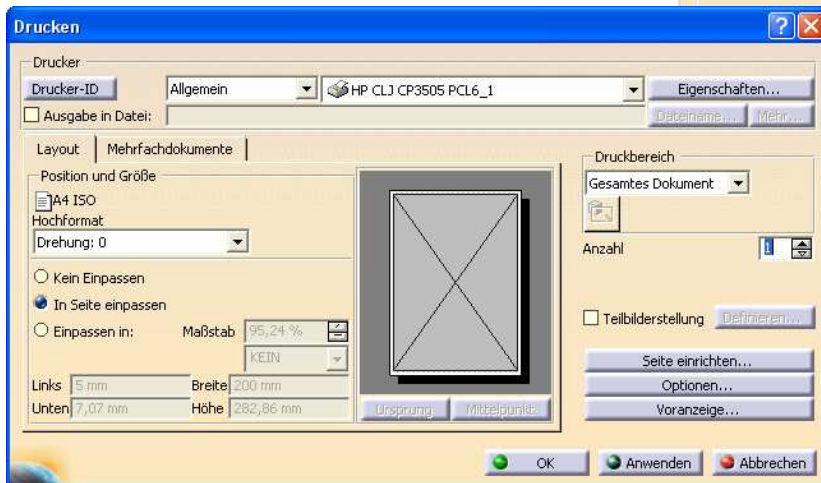 Drucken
Drucker
Drucker-ID Allgemein HP CLJ CP3505 PCL6_1 Eigenschaften...
Ausgabe in Datei: Dateiname... Mehr...
Layout Mehrfachdokumente
Position und Größe
A4 ISO
Hochformat
Drehung: 0
Kein Einpassen
In Seite einpassen
Einpassen in: Maßstab 95,24 %
KEIN
Links 5 mm Breite 200 mm
Unten 7,07 mm Höhe 282,86 mm
Ursprung Mittelpunkt
Druckbereich
Gesamtes Dokument
Anzahl 1
Teilbilderstellung Definieren...
Seite einrichten...
Optionen...
Voranzeige...
OK Anwenden Abbrechen